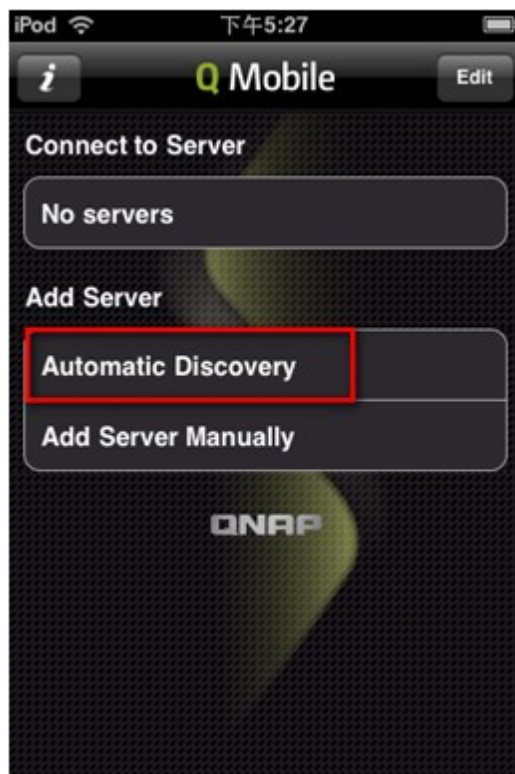 iPod 下午5:27
i Q Mobile Edit
Connect to Server
No servers
Add Server
Automatic Discovery
Add Server Manually
QNAP